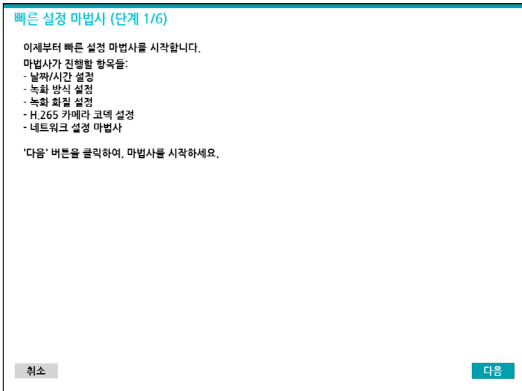 빠른 설정 마법사 (단계 1/6)
이제부터 빠른 설정 마법사를 시작합니다.
마법사가 진행할 항목들:
- 날짜/시간 설정
- 녹화 방식 설정
- 녹화 화질 설정
- H.265 카메라 코덱 설정
- 네트워크 설정 마법사
'다음' 버튼을 클릭하여, 마법사를 시작하세요.
취소
다음